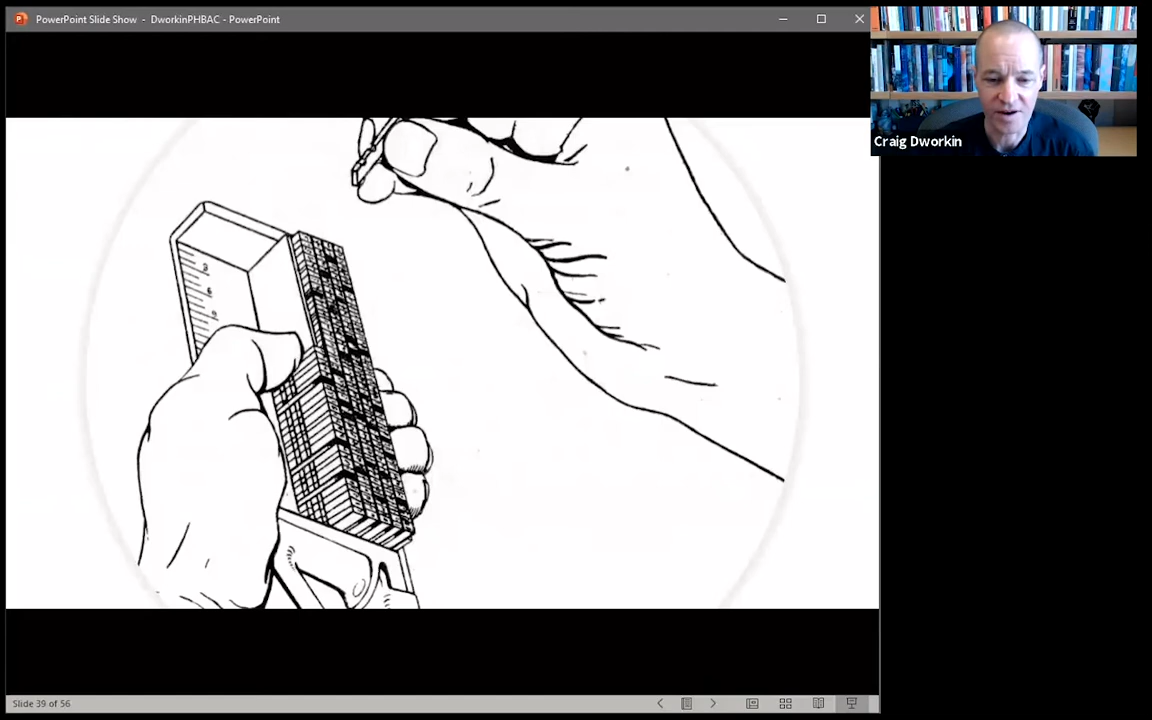 PowerPoint Slide Show - DworkinPHBAC - PowerPoint
Craig Dworkin
Slide 39 of 56